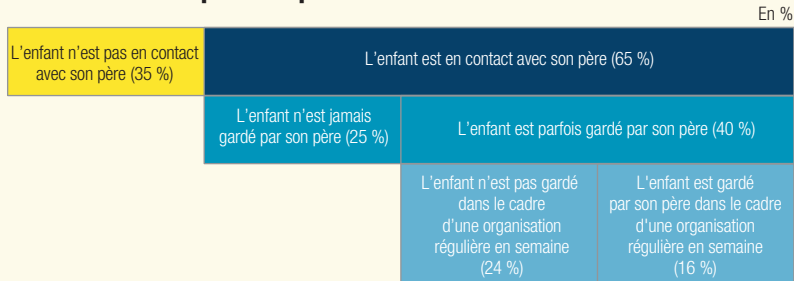 En %
L'enfant n'est pas en contact
avec son père (35 %)
L'enfant est en contact avec son père (65 %)
L'enfant n'est jamais
gardé par son père (25 %)
L'enfant est parfois gardé par son père (40 %)
L'enfant n'est pas gardé
dans le cadre
d'une organisation
régulière en semaine
(24 %)
L'enfant est gardé
par son père dans le cadre
d'une organisation
régulière en semaine
(16 %)